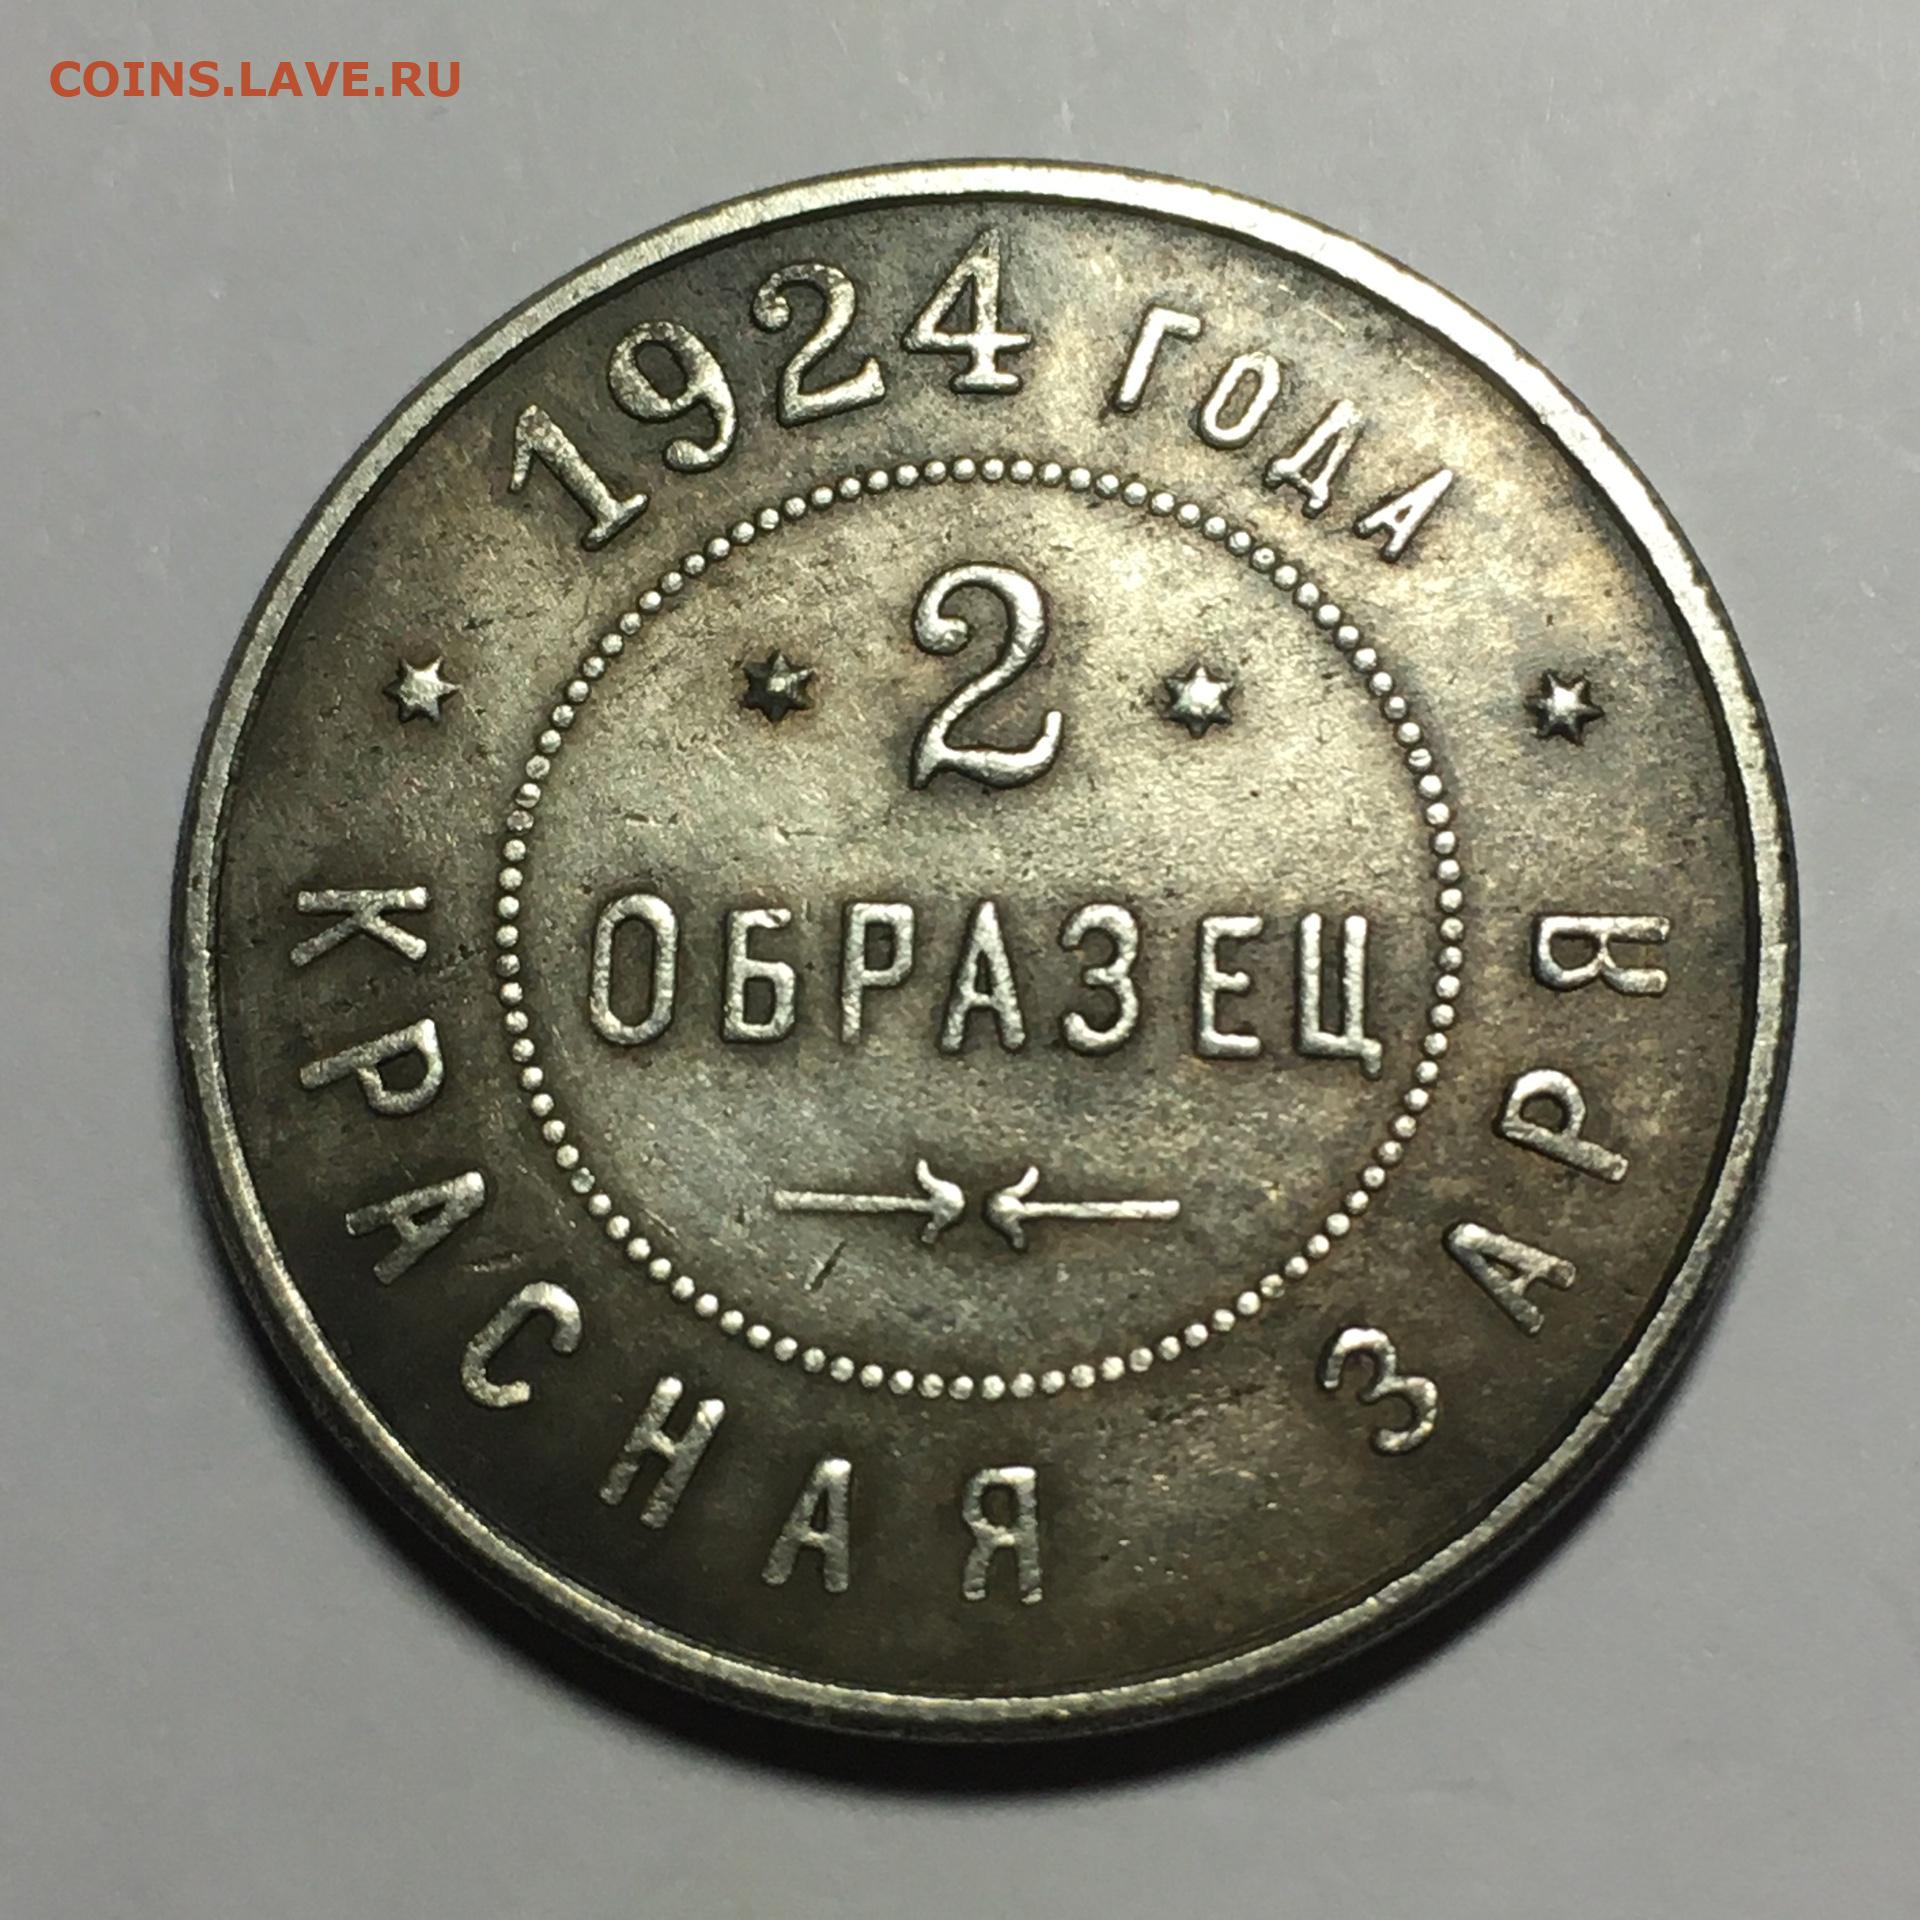 COINS.LAVE.RU
1924 ГОДА
2
ОБРАЗЕЦ
КРАСНАЯ ЗАРЯ